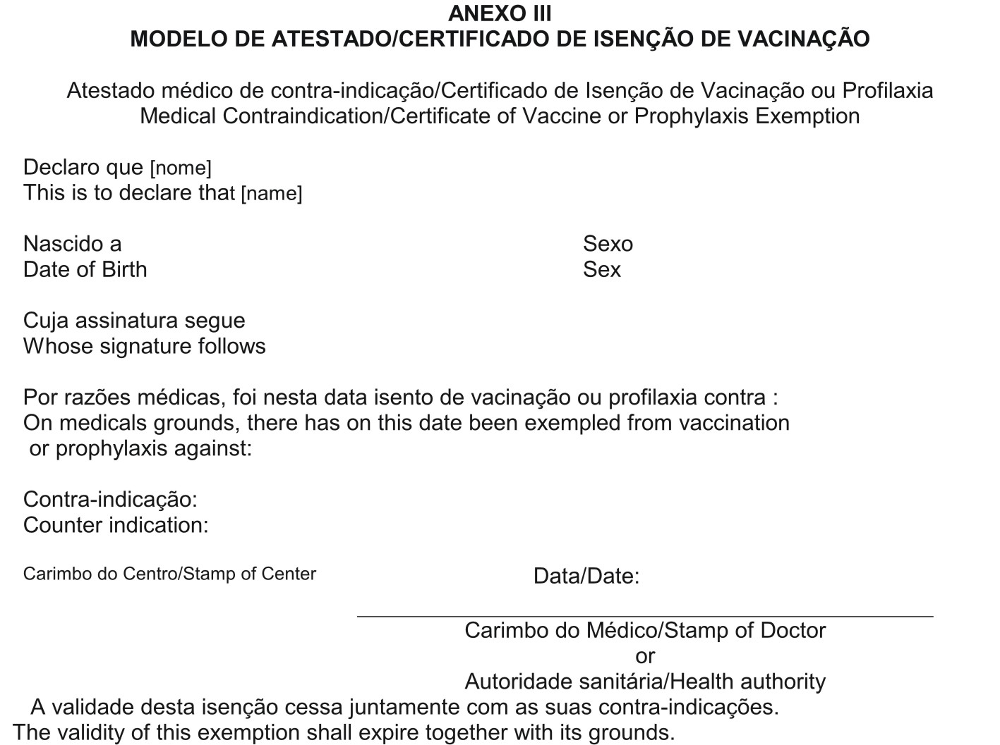 ANEXO III
MODELO DE ATESTADO/CERTIFICADO DE ISENÇÃO DE VACINAÇÃO
Atestado médico de contra-indicação/Certificado de Isenção de Vacinação ou Profilaxia
Medical Contraindication/Certificate of Vaccine or Prophylaxis Exemption
Declaro que [nome]
This is to declare that [name]
Nascido a Sexo
Date of Birth Sex
Cuja assinatura segue
Whose signature follows
Por razões médicas, foi nesta data isento de vacinação ou profilaxia contra :
On medicals grounds, there has on this date been exempled from vaccination
or prophylaxis against:
Contra-indicação:
Counter indication:
Carimbo do Centro/Stamp of Center Data/Date:
Carimbo do Médico/Stamp of Doctor
or
Autoridade sanitária/Health authority
A validade desta isenção cessa juntamente com as suas contra-indicações.
The validity of this exemption shall expire together with its grounds.